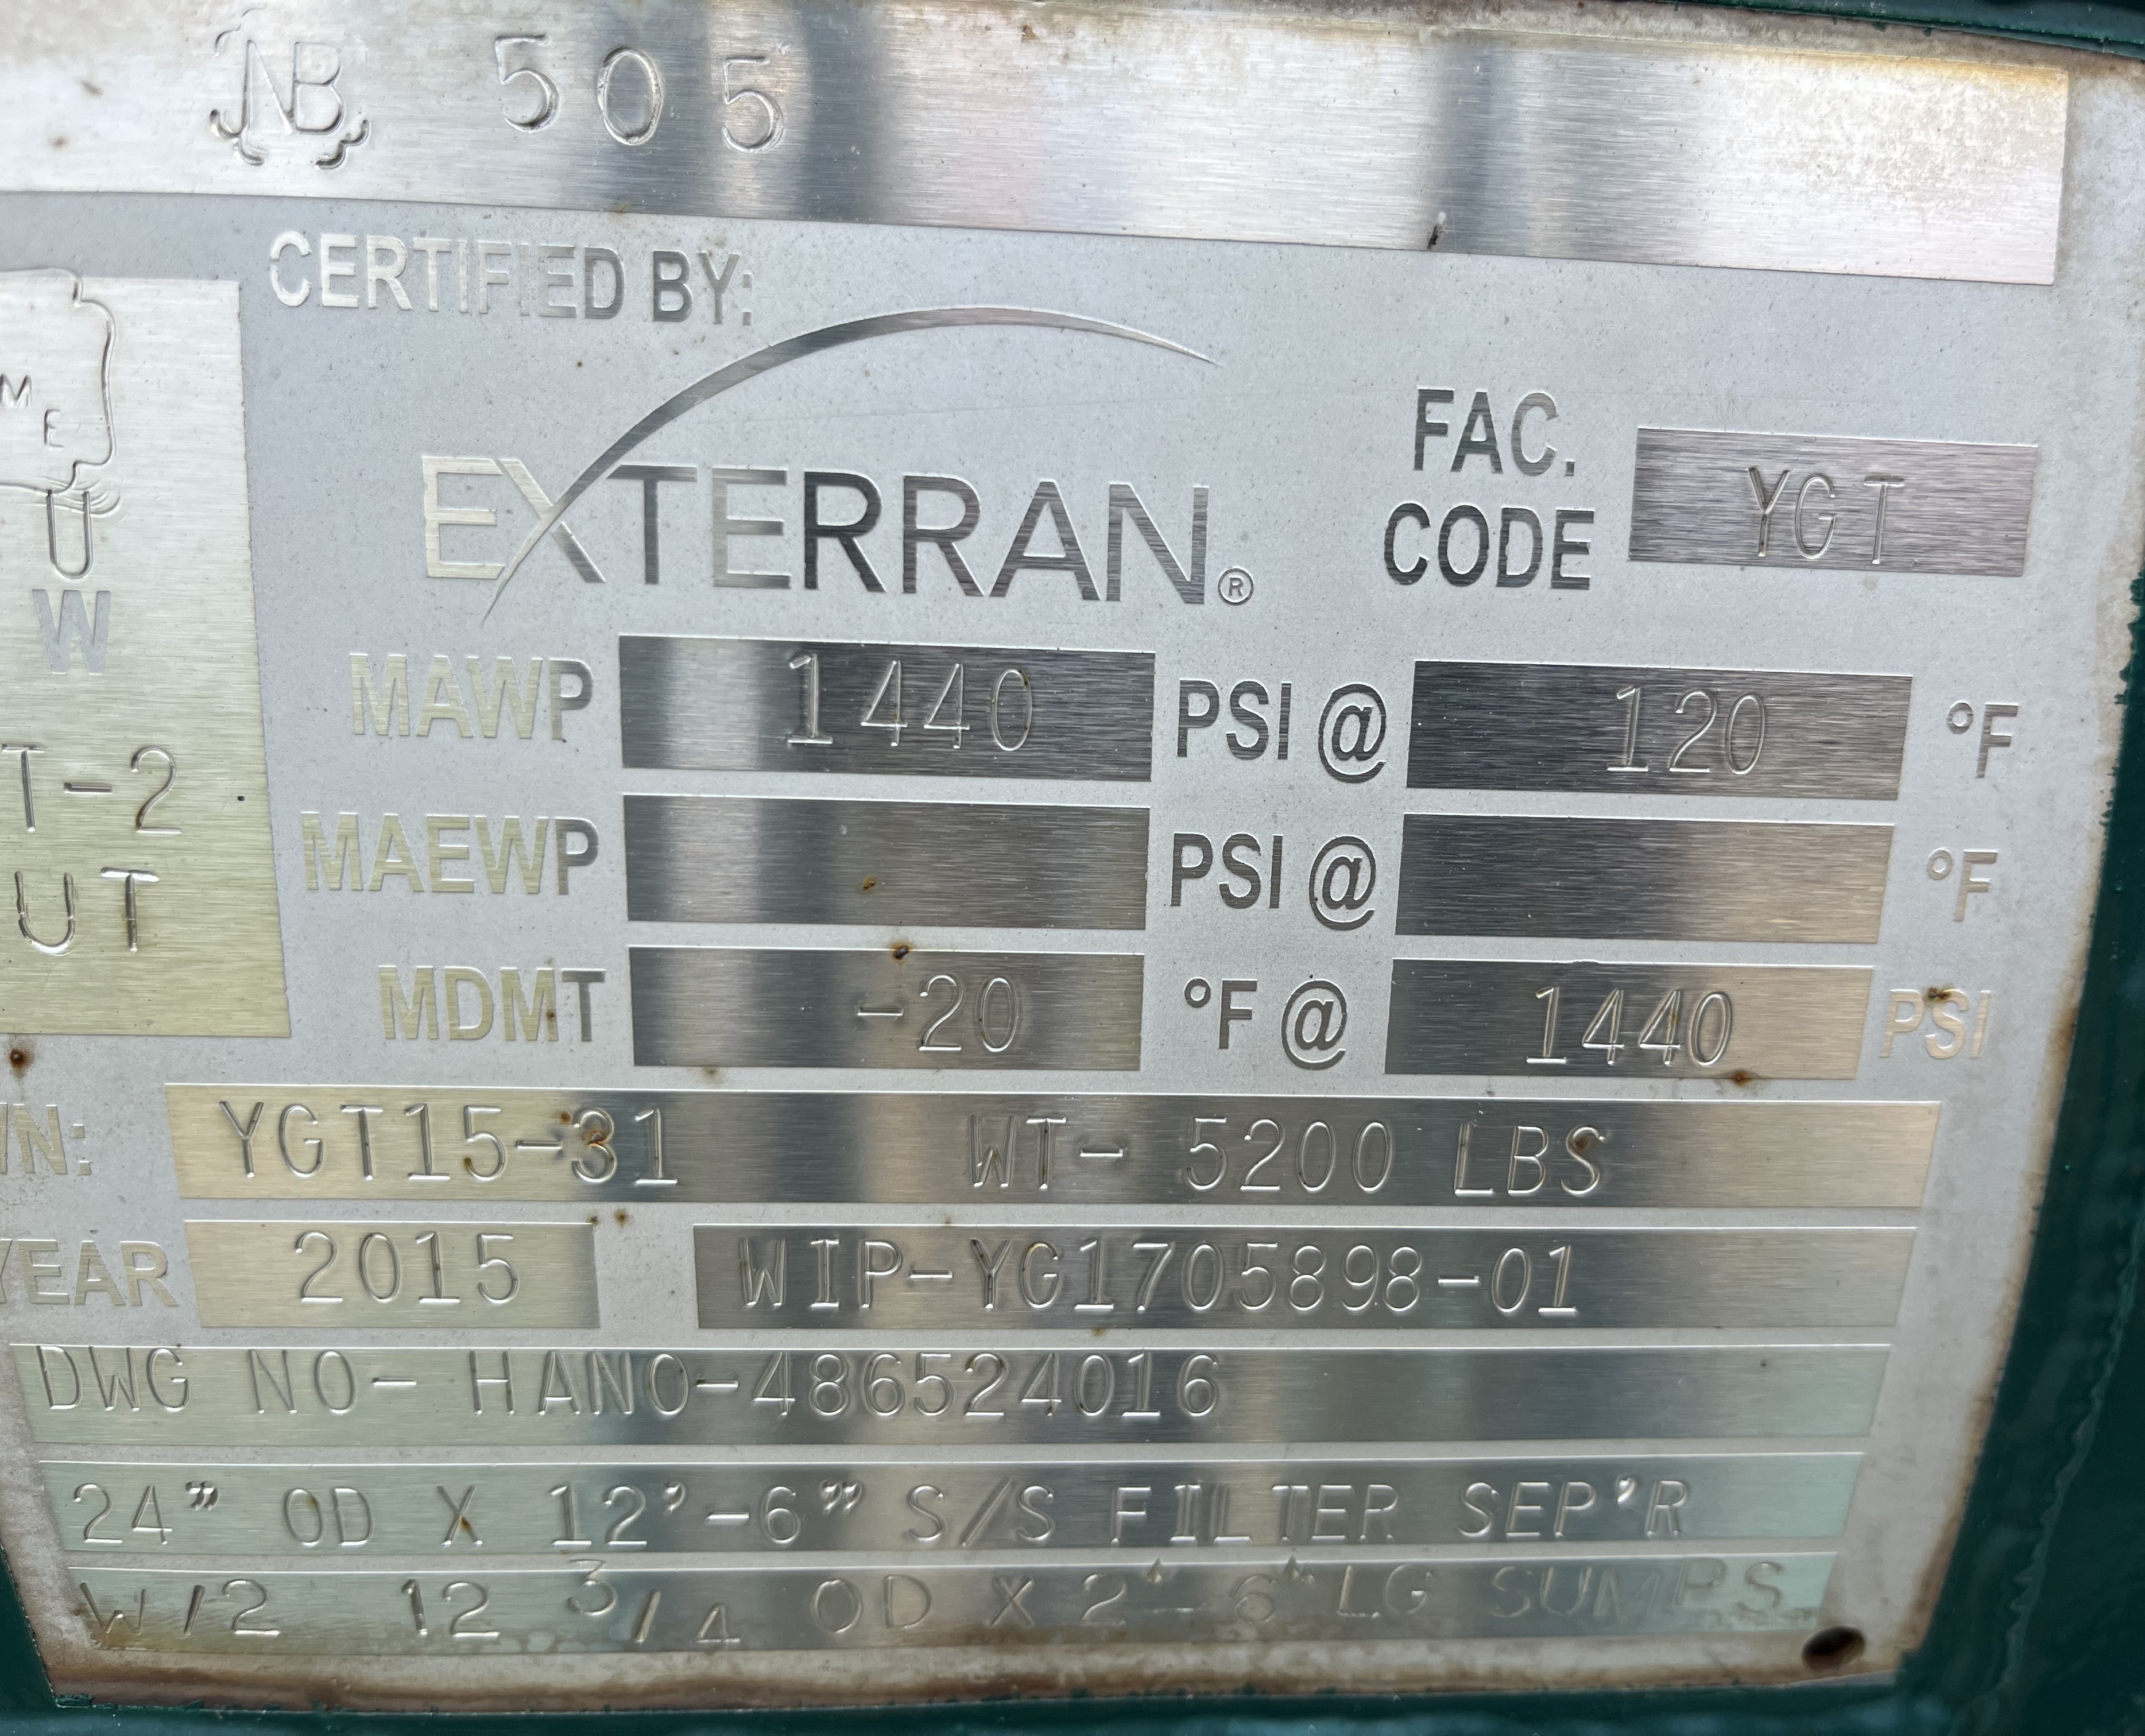 NB 505
CERTIFIED BY:
M E
EXTERRAN®
FAC. CODE YGT
U
W
MAWP 1440 PSI @ 120 °F
T-2
MAEWP PSI @ °F
UT
MDMT -20 °F @ 1440 PSI
/N: YGT15-31 WT- 5200 LBS
YEAR 2015 WIP-YG1705898-01
DWG NO- HANO-486524016
24" OD X 12'-6" S/S FILTER SEP'R
W/2 12 3/4 OD X 2'-6" LG SUMPS